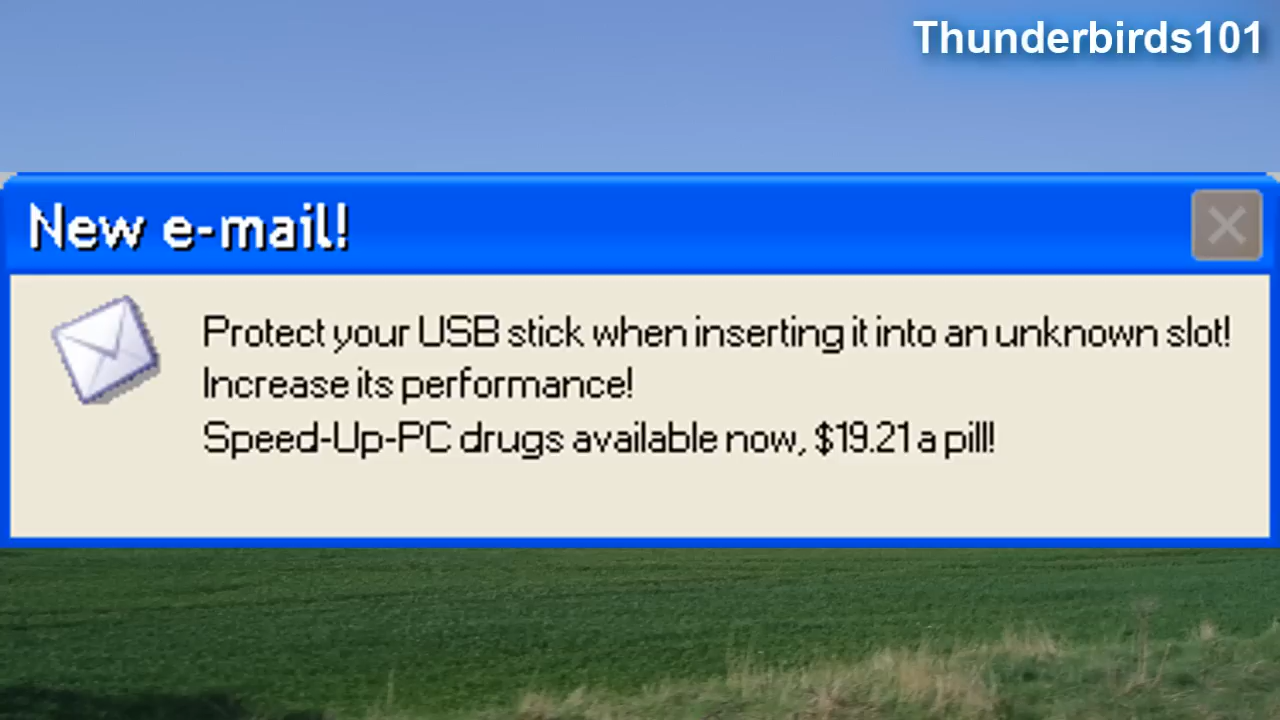 Thunderbirds101
New e-mail!
Protect your USB stick when inserting it into an unknown slot!
Increase its performance!
Speed-Up-PC drugs available now, $19.21 a pill!